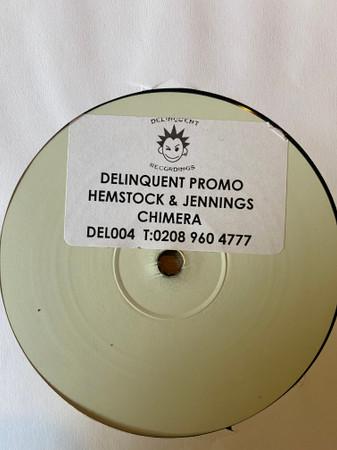 DELINQUENT
RECORDINGS
DELINQUENT PROMO
HEMSTOCK & JENNINGS
CHIMERA
DEL004 T:0208 960 4777